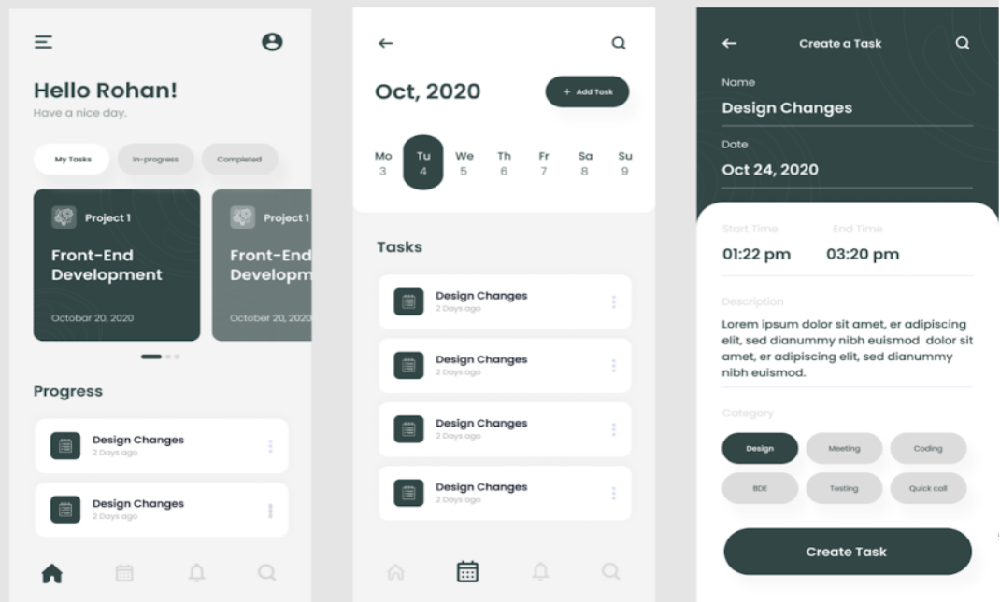 Hello Rohan!
Have a nice day.
My Tasks In-progress Completed
Project 1
Front-End
Development
Octobar 20, 2020
Project 1
Front-End
Developm
October 20, 2020
Progress
Design Changes
2 Days ago
Design Changes
2 Days ago
Oct, 2020
+ Add Task
Mo Tu We Th Fr Sa Su
3 4 5 6 7 8 9
Tasks
Design Changes
2 Days ago
Design Changes
2 Days ago
Design Changes
2 Days ago
Design Changes
2 Days ago
Create a Task
Name
Design Changes
Date
Oct 24, 2020
Start Time End Time
01:22 pm 03:20 pm
Description
Lorem ipsum dolor sit amet, er adipiscing
elit, sed dianummy nibh euismod dolor sit
amet, er adipiscing elit, sed dianummy
nibh euismod.
Category
Design Meeting Coding
BDE Testing Quick call
Create Task